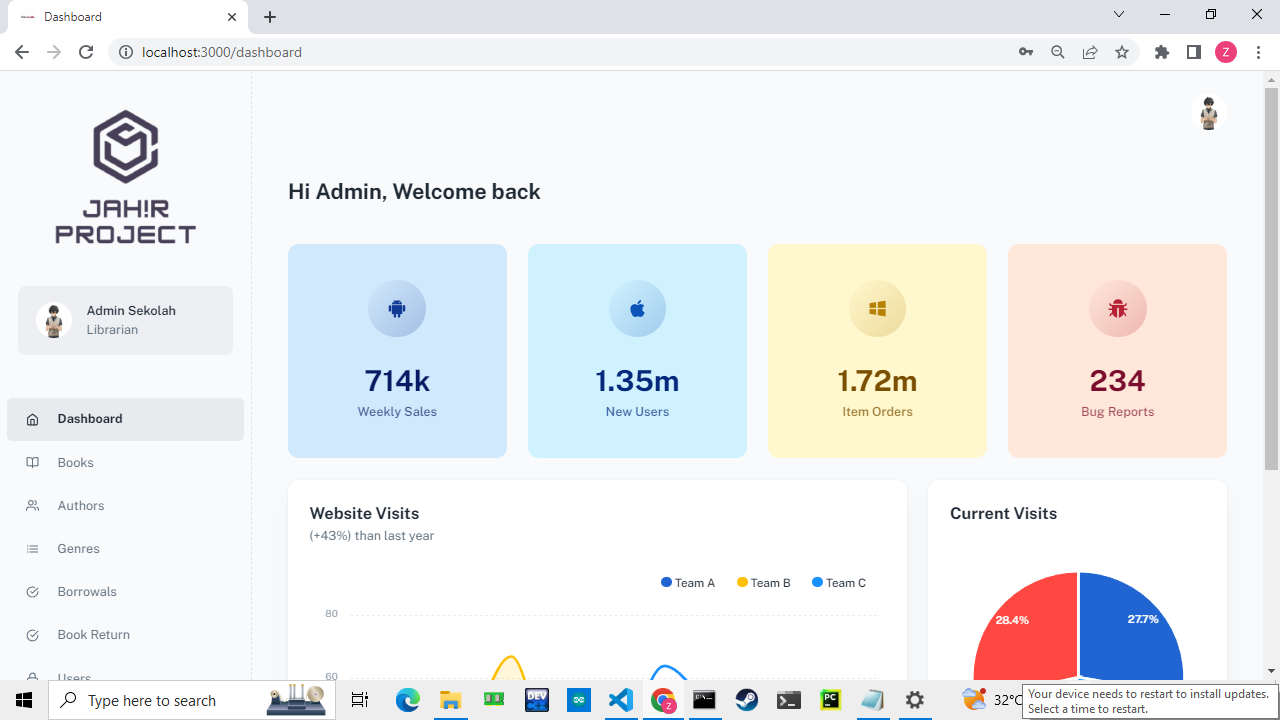 Dashboard
localhost:3000/dashboard
Z
JAH!R
PROJECT
Hi Admin, Welcome back
Admin Sekolah
Librarian
714k
Weekly Sales
1.35m
New Users
1.72m
Item Orders
234
Bug Reports
Dashboard
Books
Authors
Genres
Borrowals
Book Return
Users
Website Visits
(+43%) than last year
Team A
Team B
Team C
80
60
Current Visits
28.4%
27.7%
Type here to search
DEV
Z
PC
32°C
Your device needs to restart to install updates.
Select a time to restart.